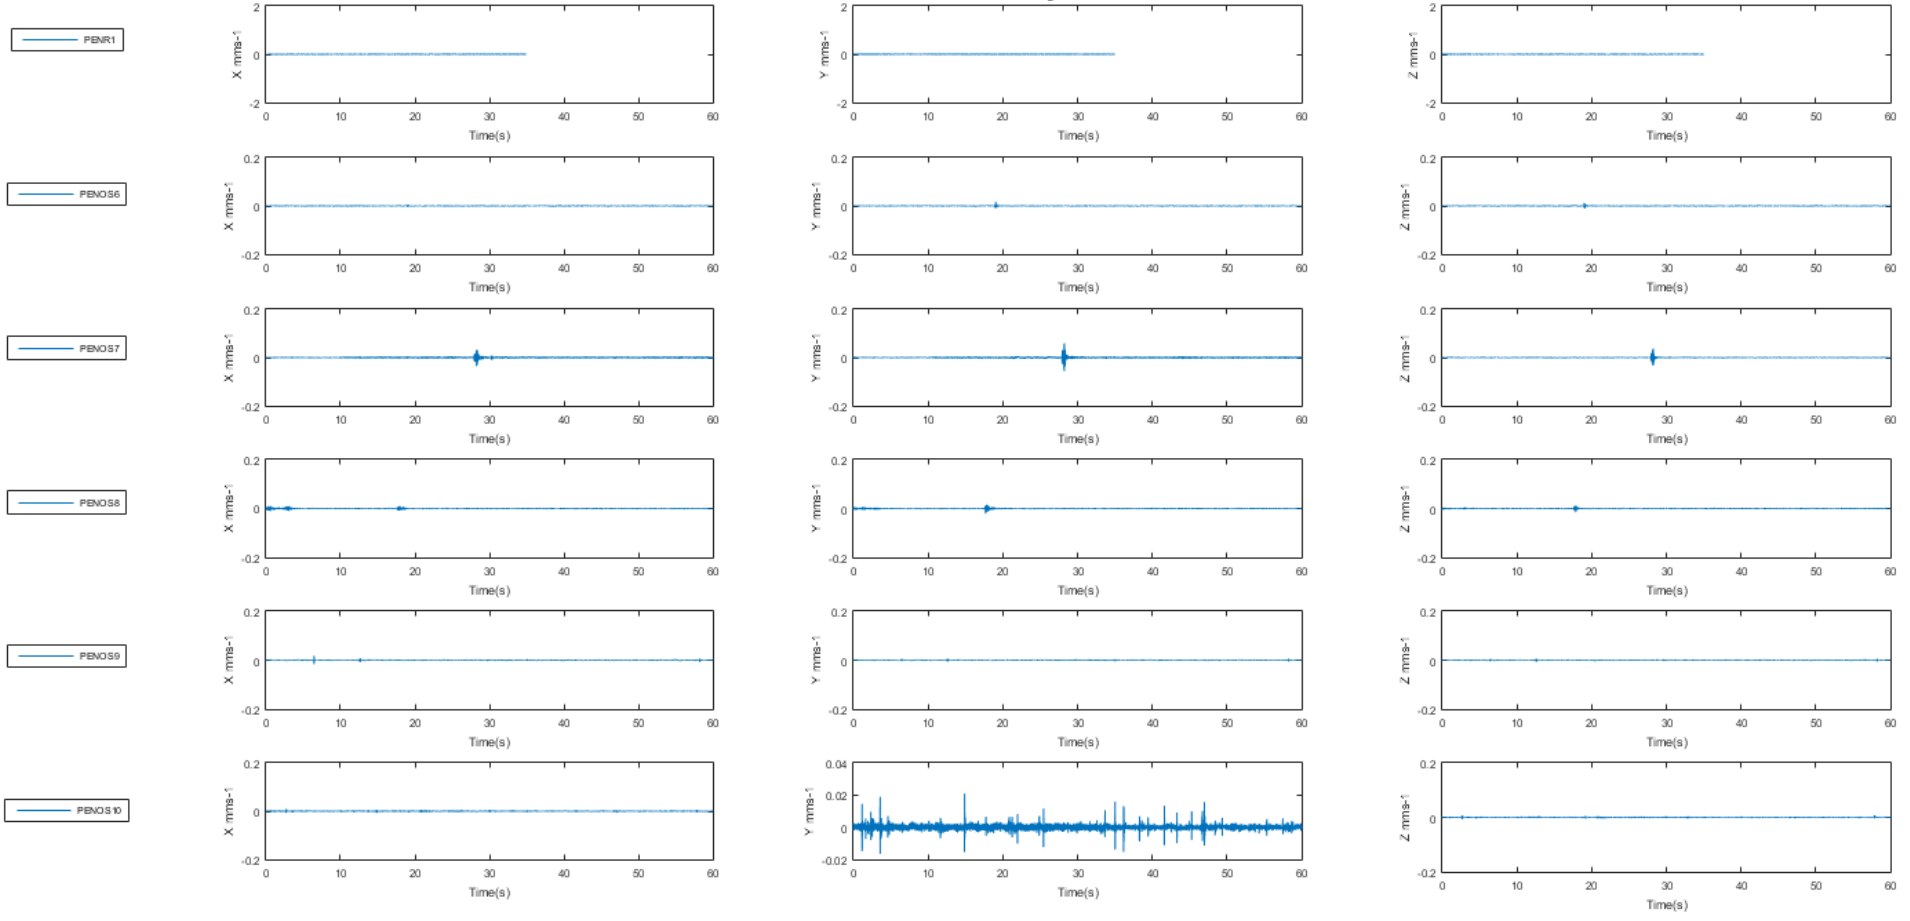 PENR1
2 2 2
X mms-1 0 Y mms-1 0 Z mms-1 0
-2 -2 -2
0 10 20 30 40 50 60 0 10 20 30 40 50 60 0 10 20 30 40 50 60
Time(s) Time(s) Time(s)
PENOS6
0.2 0.2 0.2
X mms-1 0 Y mms-1 0 Z mms-1 0
-0.2 -0.2 -0.2
0 10 20 30 40 50 60 0 10 20 30 40 50 60 0 10 20 30 40 50 60
Time(s) Time(s) Time(s)
PENOS7
0.2 0.2 0.2
X mms-1 0 Y mms-1 0 Z mms-1 0
-0.2 -0.2 -0.2
0 10 20 30 40 50 60 0 10 20 30 40 50 60 0 10 20 30 40 50 60
Time(s) Time(s) Time(s)
PENOS8
0.2 0.2 0.2
X mms-1 0 Y mms-1 0 Z mms-1 0
-0.2 -0.2 -0.2
0 10 20 30 40 50 60 0 10 20 30 40 50 60 0 10 20 30 40 50 60
Time(s) Time(s) Time(s)
PENOS9
0.2 0.2 0.2
X mms-1 0 Y mms-1 0 Z mms-1 0
-0.2 -0.2 -0.2
0 10 20 30 40 50 60 0 10 20 30 40 50 60 0 10 20 30 40 50 60
Time(s) Time(s) Time(s)
PENOS10
0.2 0.04 0.2
0.02
X mms-1 0 Y mms-1 0 Z mms-1 0
-0.2 -0.02 -0.2
0 10 20 30 40 50 60 0 10 20 30 40 50 60 0 10 20 30 40 50 60
Time(s) Time(s) Time(s)